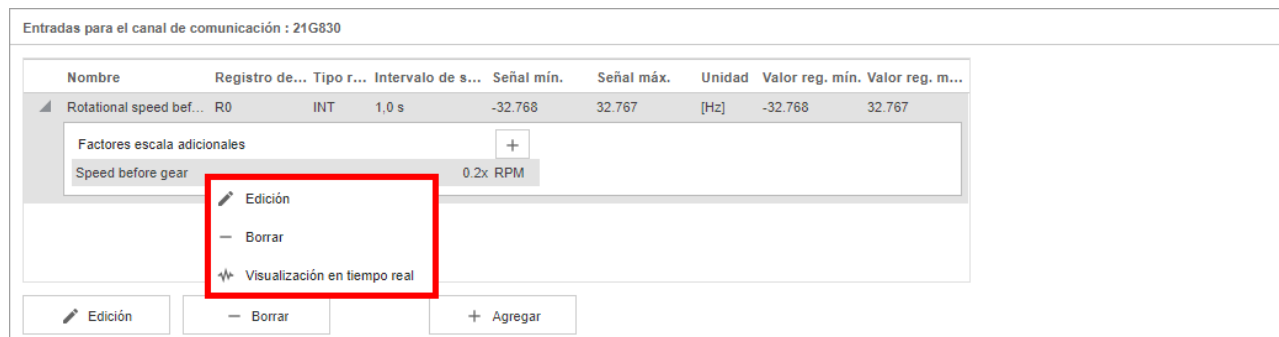 Entradas para el canal de comunicación : 21G830
Nombre Registro de... Tipo r... Intervalo de s... Señal mín. Señal máx. Unidad Valor reg. mín. Valor reg. m...
Rotational speed bef... R0 INT 1,0 s -32.768 32.767 [Hz] -32.768 32.767
Factores escala adicionales +
Speed before gear 0.2x RPM
Edición
Borrar
Visualización en tiempo real
Edición Borrar + Agregar